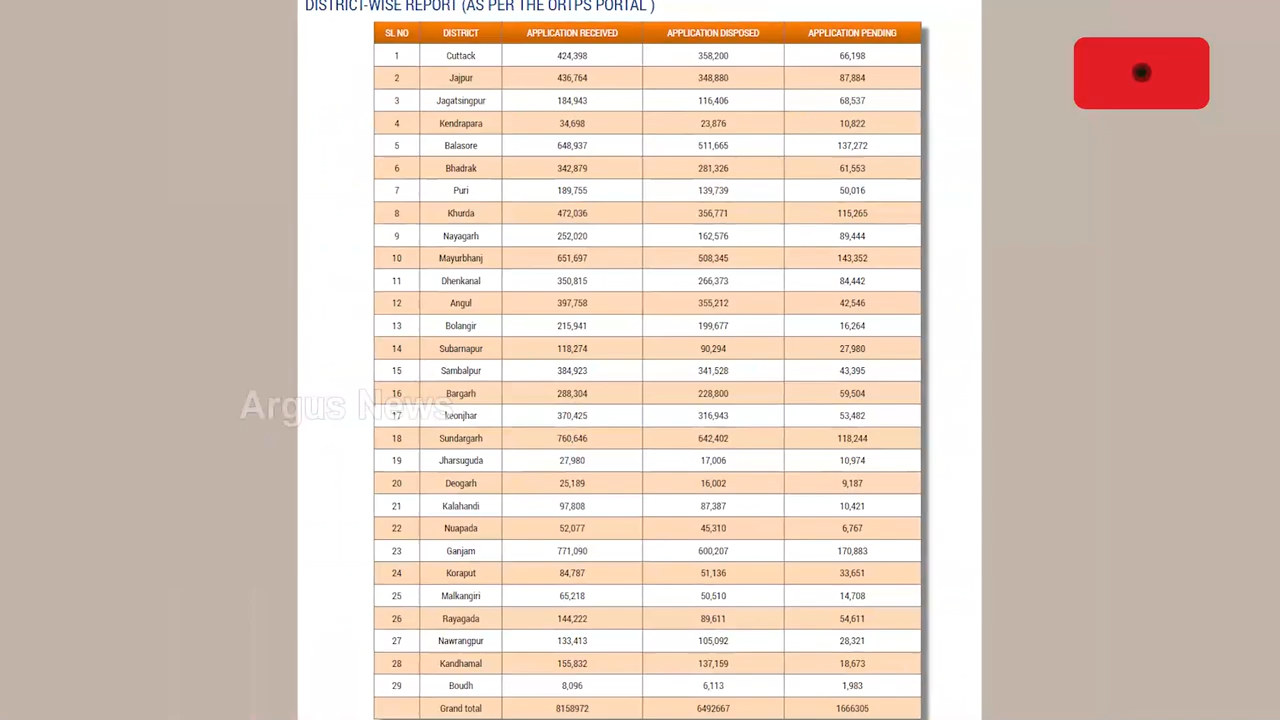 DISTRICT-WISE REPORT (AS PER THE ORTPS PORTAL )
SL NO DISTRICT APPLICATION RECEIVED APPLICATION DISPOSED APPLICATION PENDING
1 Cuttack 424,398 358,200 66,198
2 Jajpur 436,764 348,880 87,884
3 Jagatsingpur 184,943 116,406 68,537
4 Kendrapara 34,698 23,876 10,822
5 Balasore 648,937 511,665 137,272
6 Bhadrak 342,879 281,326 61,553
7 Puri 189,755 139,739 50,016
8 Khurda 472,036 356,771 115,265
9 Nayagarh 252,020 162,576 89,444
10 Mayurbhanj 651,697 508,345 143,352
11 Dhenkanal 350,815 266,373 84,442
12 Angul 397,758 355,212 42,546
13 Bolangir 215,941 199,677 16,264
14 Subarnapur 118,274 90,294 27,980
15 Sambalpur 384,923 341,528 43,395
16 Bargarh 288,304 228,800 59,504
Argus News
17 Keonjhar 370,425 316,943 53,482
18 Sundargarh 760,646 642,402 118,244
19 Jharsuguda 27,980 17,006 10,974
20 Deogarh 25,189 16,002 9,187
21 Kalahandi 97,808 87,387 10,421
22 Nuapada 52,077 45,310 6,767
23 Ganjam 771,090 600,207 170,883
24 Koraput 84,787 51,136 33,651
25 Malkangiri 65,218 50,510 14,708
26 Rayagada 144,222 89,611 54,611
27 Nawrangpur 133,413 105,092 28,321
28 Kandhamal 155,832 137,159 18,673
29 Boudh 8,096 6,113 1,983
Grand total 8158972 6492667 1666305